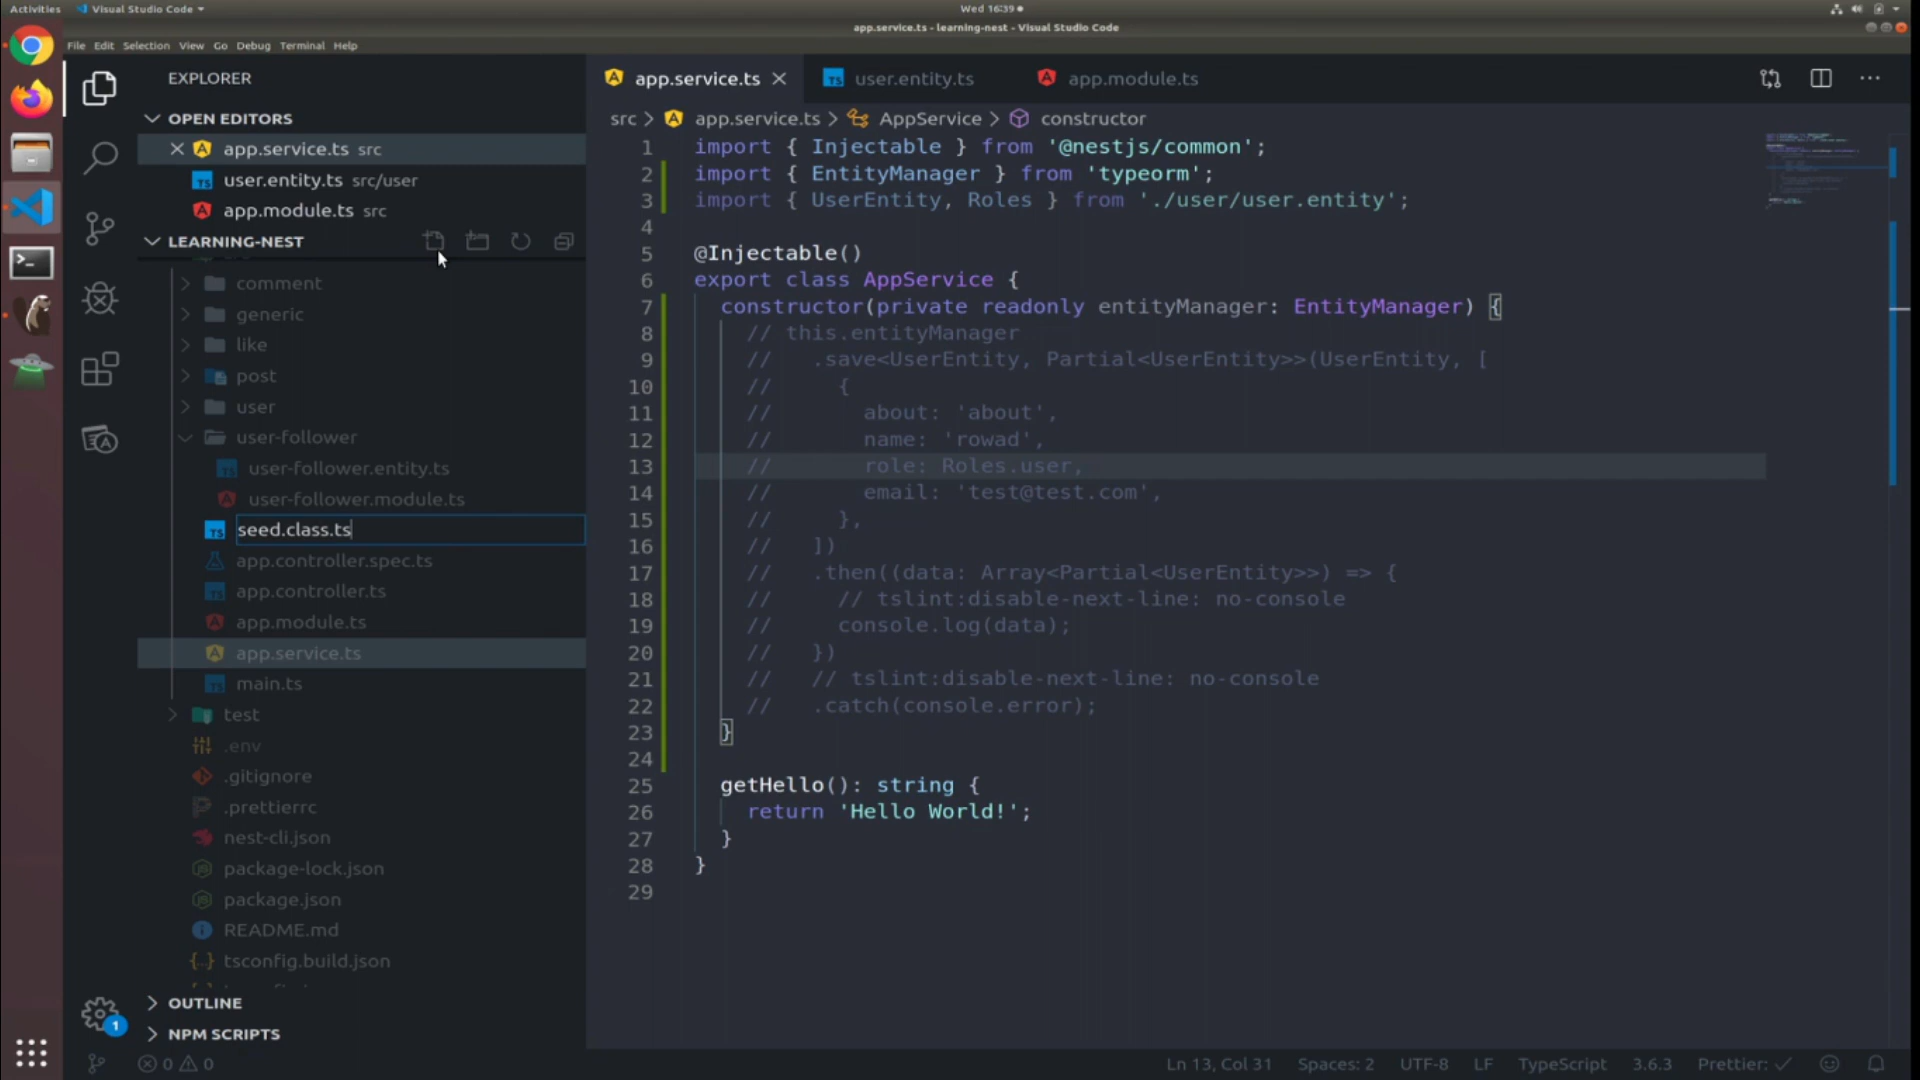 Activities
Visual Studio Code
Wed 16:39
app.service.ts - learning-nest - Visual Studio Code
File Edit Selection View Go Debug Terminal Help
EXPLORER
OPEN EDITORS
app.service.ts src
user.entity.ts src/user
app.module.ts src
LEARNING-NEST
comment
generic
like
post
user
user-follower
user-follower.entity.ts
user-follower.module.ts
seed.class.ts
app.controller.spec.ts
app.controller.ts
app.module.ts
app.service.ts
main.ts
test
.env
.gitignore
.prettierrc
nest-cli.json
package-lock.json
package.json
README.md
tsconfig.build.json
OUTLINE
NPM SCRIPTS
1
app.service.ts
user.entity.ts
app.module.ts
src > app.service.ts > AppService > constructor
1 import { Injectable } from '@nestjs/common';
2 import { EntityManager } from 'typeorm';
3 import { UserEntity, Roles } from './user/user.entity';
4
5 @Injectable()
6 export class AppService {
7 constructor(private readonly entityManager: EntityManager) {
8 // this.entityManager
9 // .save<UserEntity, Partial<UserEntity>>(UserEntity, [
10 // {
11 // about: 'about',
12 // name: 'rowad',
13 // role: Roles.user,
14 // email: 'test@test.com',
15 // },
16 // ])
17 // .then((data: Array<Partial<UserEntity>>) => {
18 // // tslint:disable-next-line: no-console
19 // console.log(data);
20 // })
21 // // tslint:disable-next-line: no-console
22 // .catch(console.error);
23 }
24
25 getHello(): string {
26 return 'Hello World!';
27 }
28 }
29
0 0
Ln 13, Col 31 Spaces: 2 UTF-8 LF TypeScript 3.6.3 Prettier: ✓